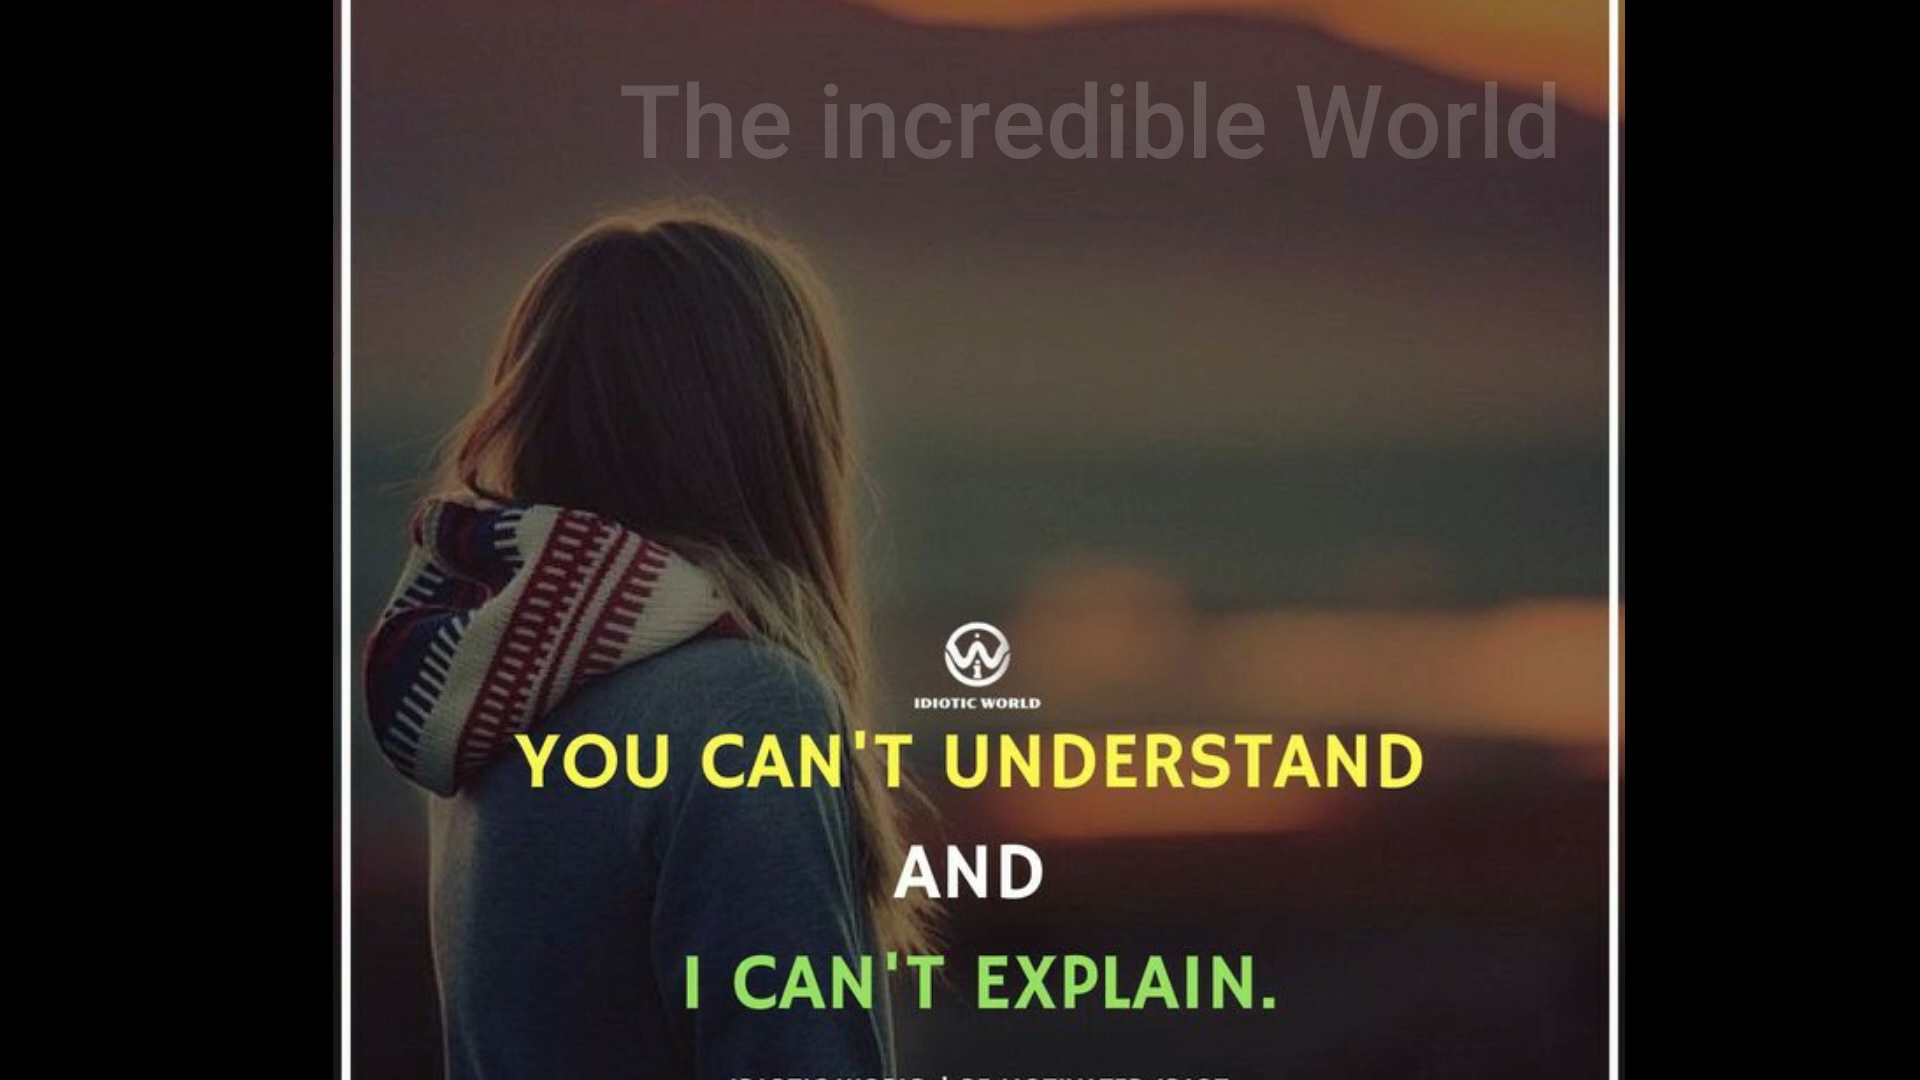 The incredible World
IDIOTIC WORLD
YOU CAN'T UNDERSTAND
AND
I CAN'T EXPLAIN.